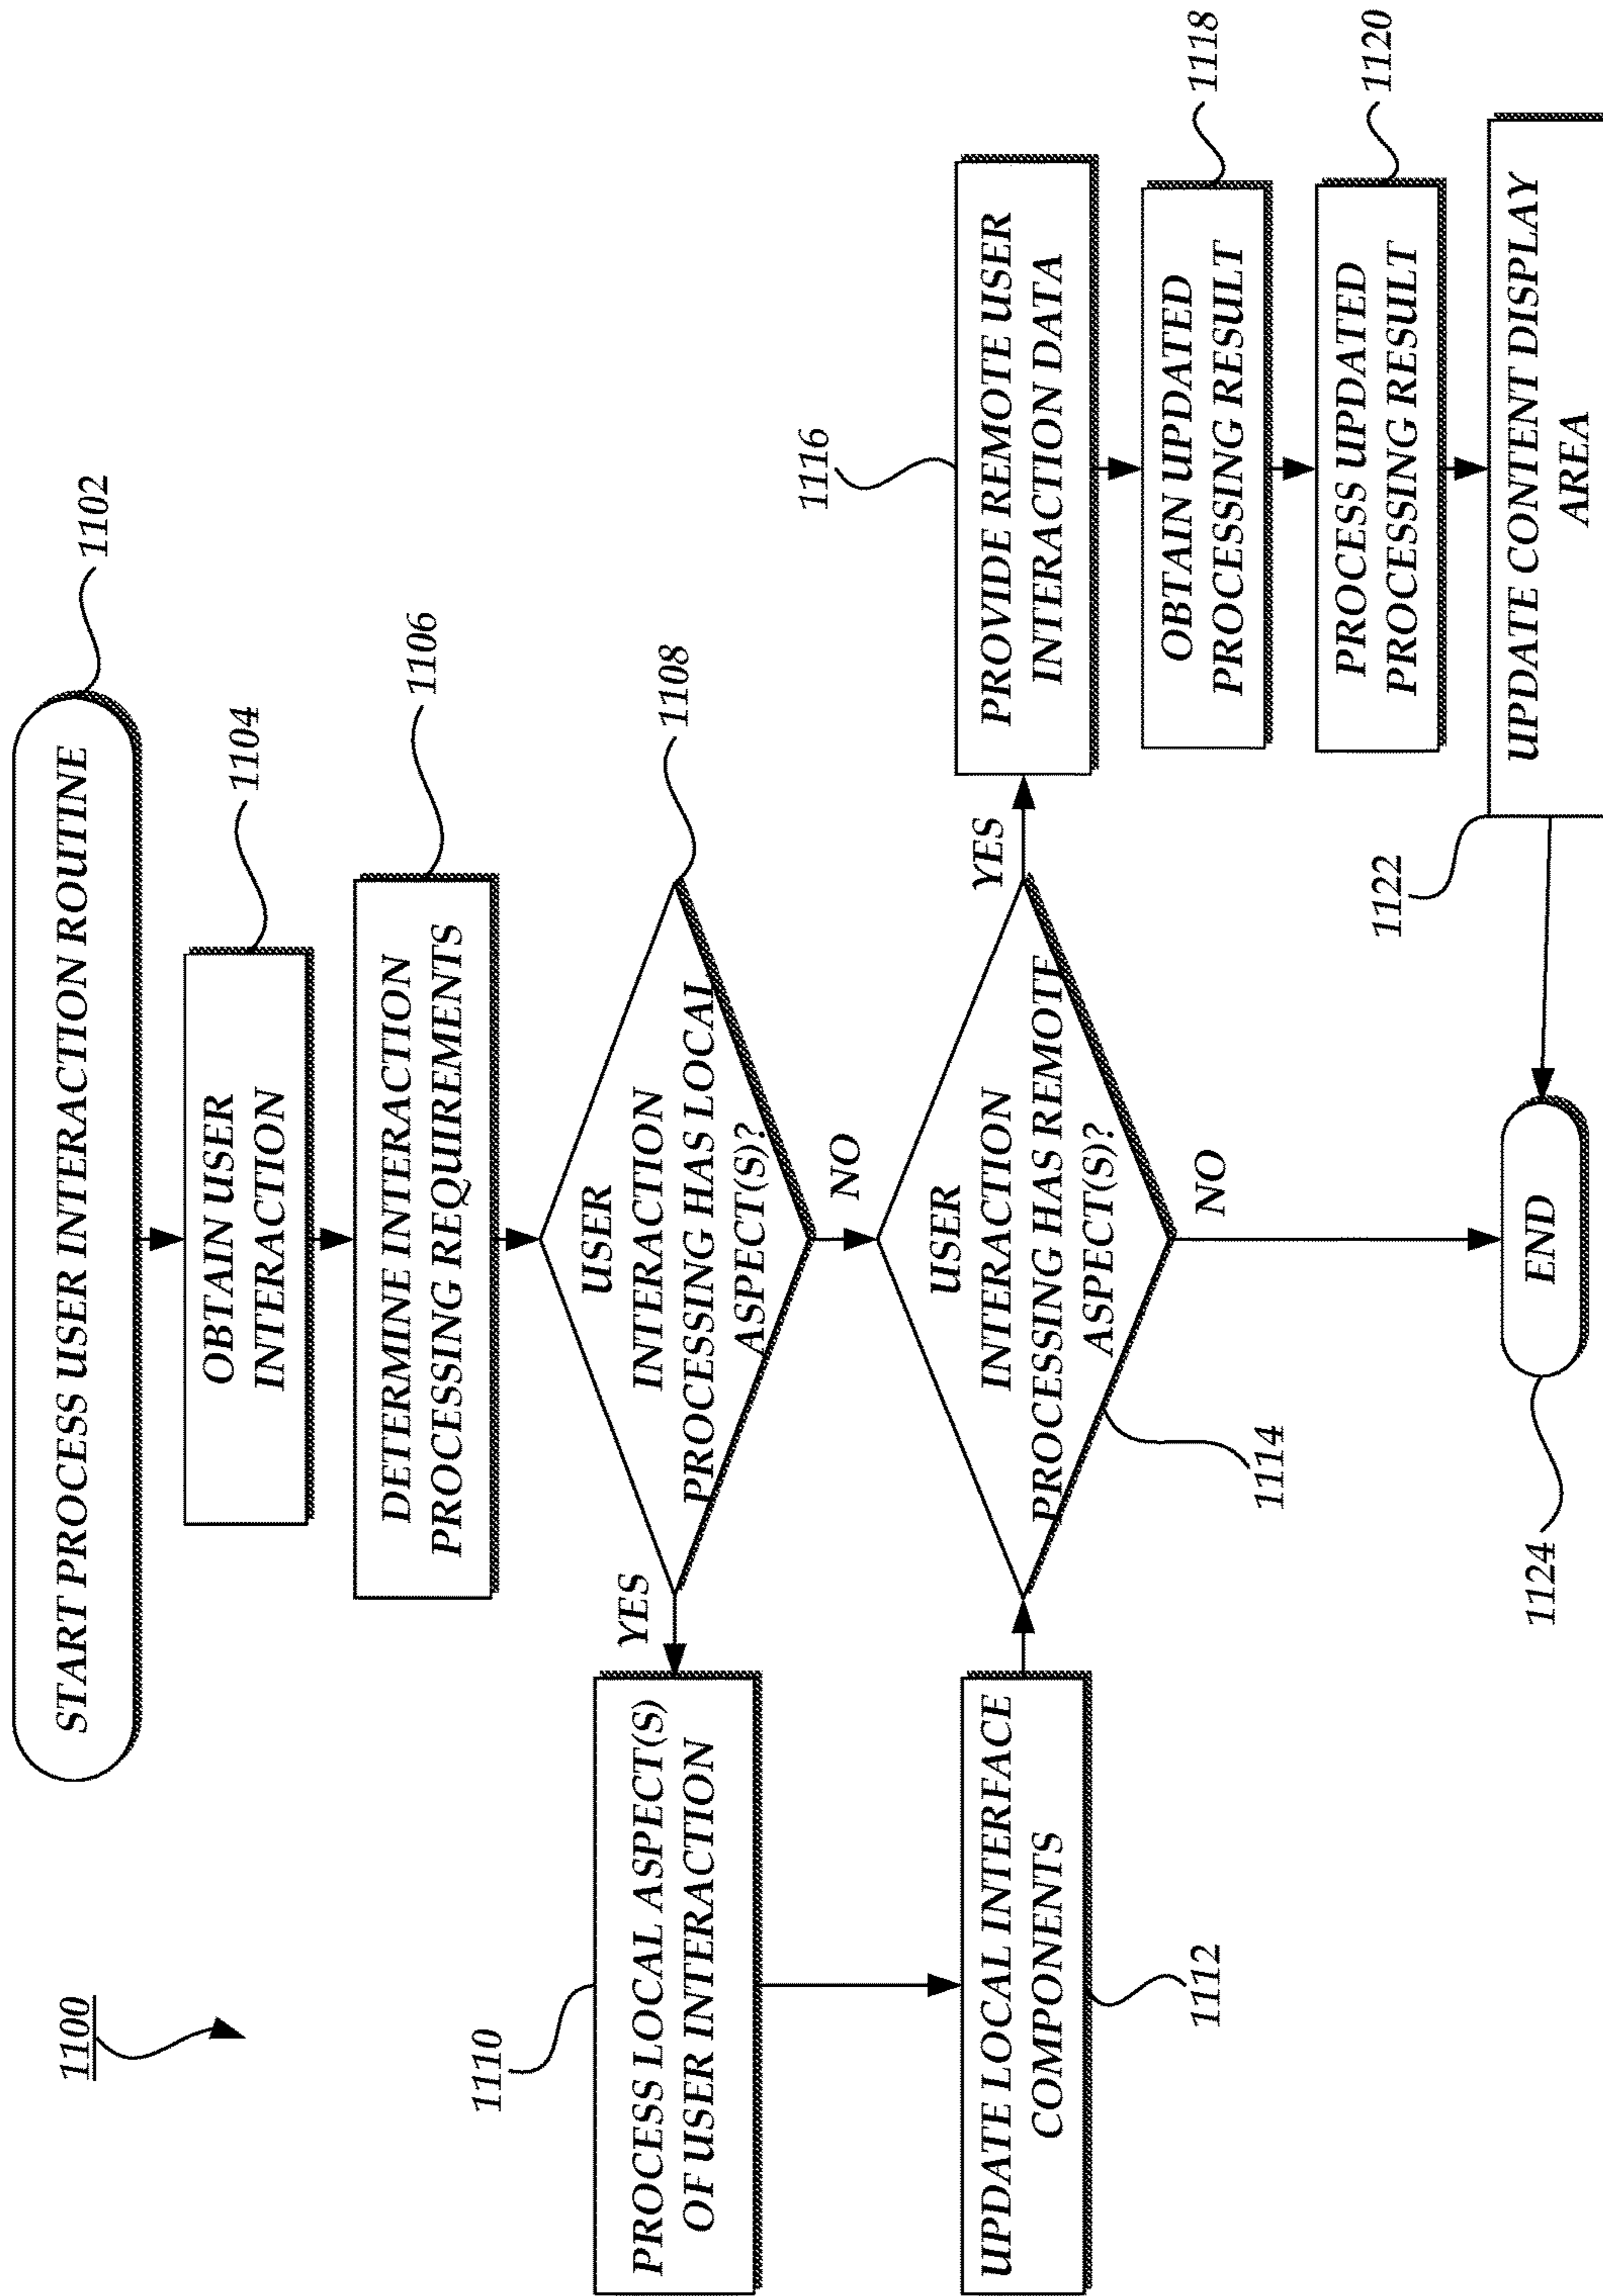 1100
START PROCESS USER INTERACTION ROUTINE
1102
OBTAIN USER
INTERACTION
1104
DETERMINE INTERACTION
PROCESSING REQUIREMENTS
1106
USER
INTERACTION
PROCESSING HAS LOCAL
ASPECT(S)?
1108
YES
NO
1110
PROCESS LOCAL ASPECT(S)
OF USER INTERACTION
UPDATE LOCAL INTERFACE
COMPONENTS
1112
USER
INTERACTION
PROCESSING HAS REMOTE
ASPECT(S)?
1114
YES
NO
1116
PROVIDE REMOTE USER
INTERACTION DATA
OBTAIN UPDATED
PROCESSING RESULT
1118
PROCESS UPDATED
PROCESSING RESULT
1120
1122
UPDATE CONTENT DISPLAY
AREA
END
1124